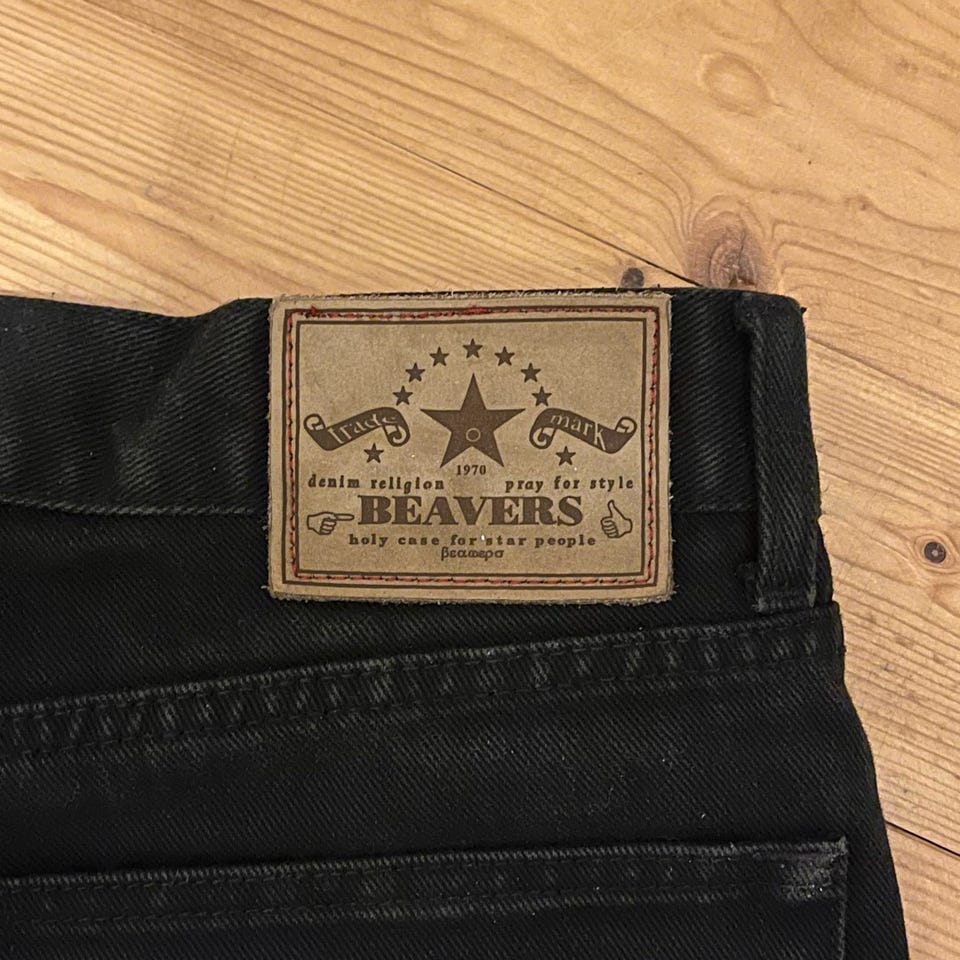 trade mark
1970
denim religion pray for style
BEAVERS
holy case for star people
βεαωερσ